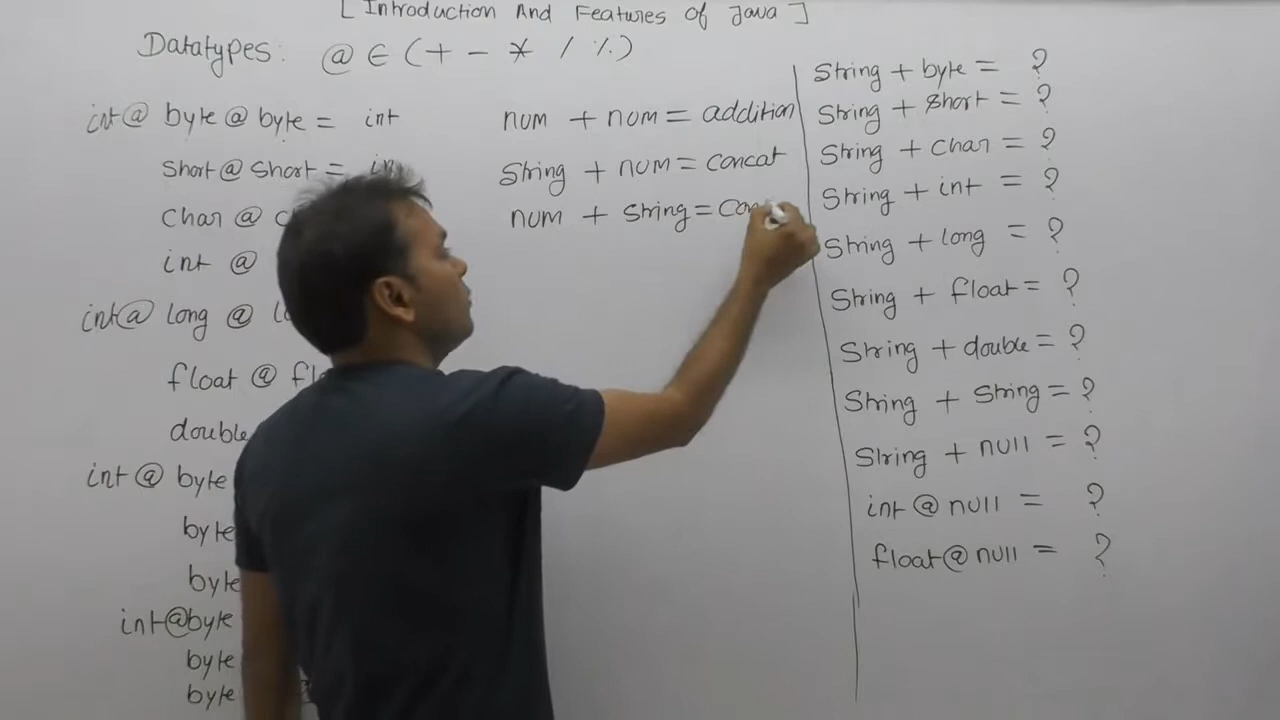 [ Introduction And Features of Java ]
Datatypes: @ ∈ ( + - * / % )
int @ byte @ byte = int
short @ short = int
char @
int @
int @ long @
float @
double
int @ byte
byte
byte
int @ byte
byte
byte
num + num = addition
String + num = concat
num + string =
String + byte = ?
String + short = ?
String + char = ?
String + int = ?
String + long = ?
String + float = ?
String + double = ?
String + string = ?
String + null = ?
int @ null = ?
float @ null = ?